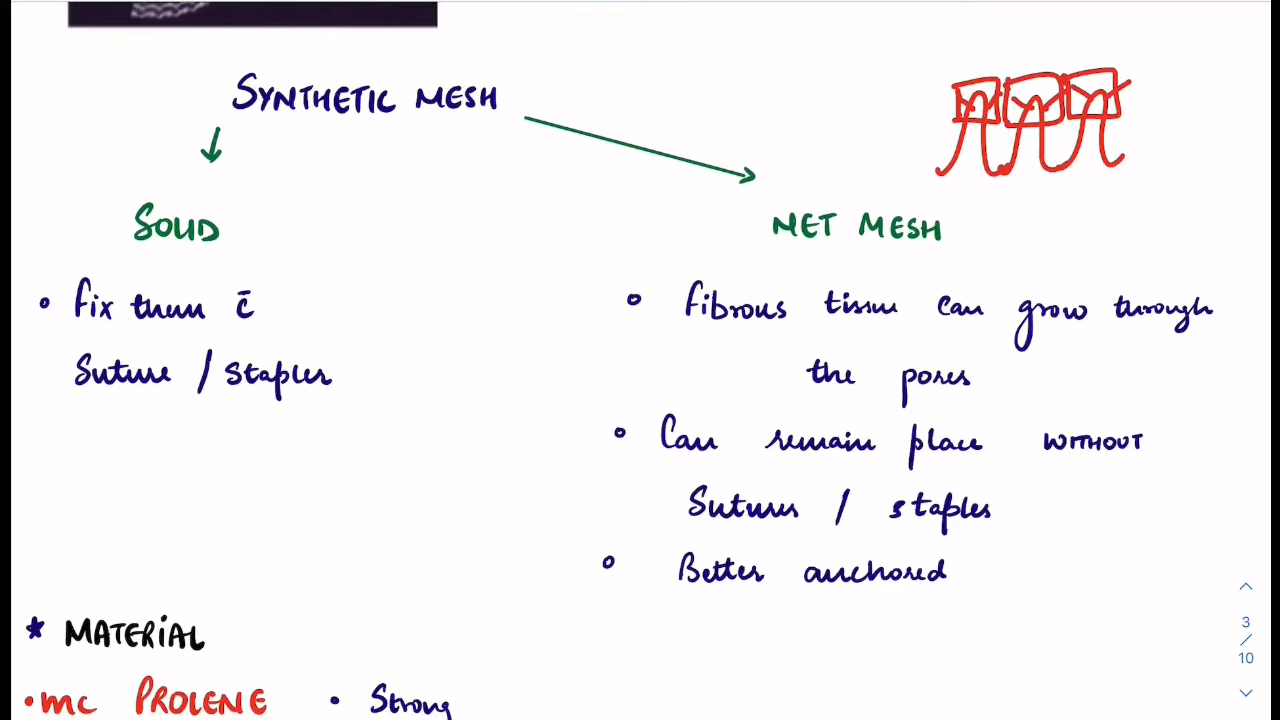 SYNTHETIC MESH
SOLID
NET MESH
• Fix them c̄
Suture / stapler
• Fibrous tissue can grow through
the pores
• Can remain place WITHOUT
Sutures / staples
• Better anchored
* MATERIAL
• mc PROLENE • Strong
3
/
10